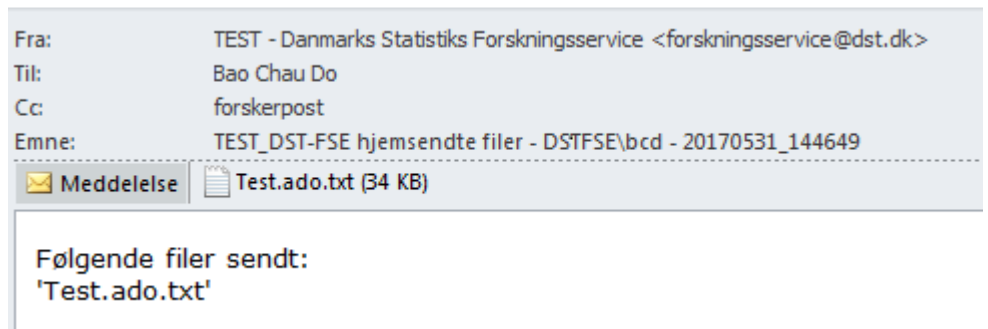 Fra: TEST - Danmarks Statistiks Forskningsservice <forskningsservice@dst.dk>
Til: Bao Chau Do
Cc: forskerpost
Emne: TEST_DST-FSE hjemsendte filer - DSTFSE\bcd - 20170531_144649
Meddelelse Test.ado.txt (34 KB)
Følgende filer sendt:
'Test.ado.txt'